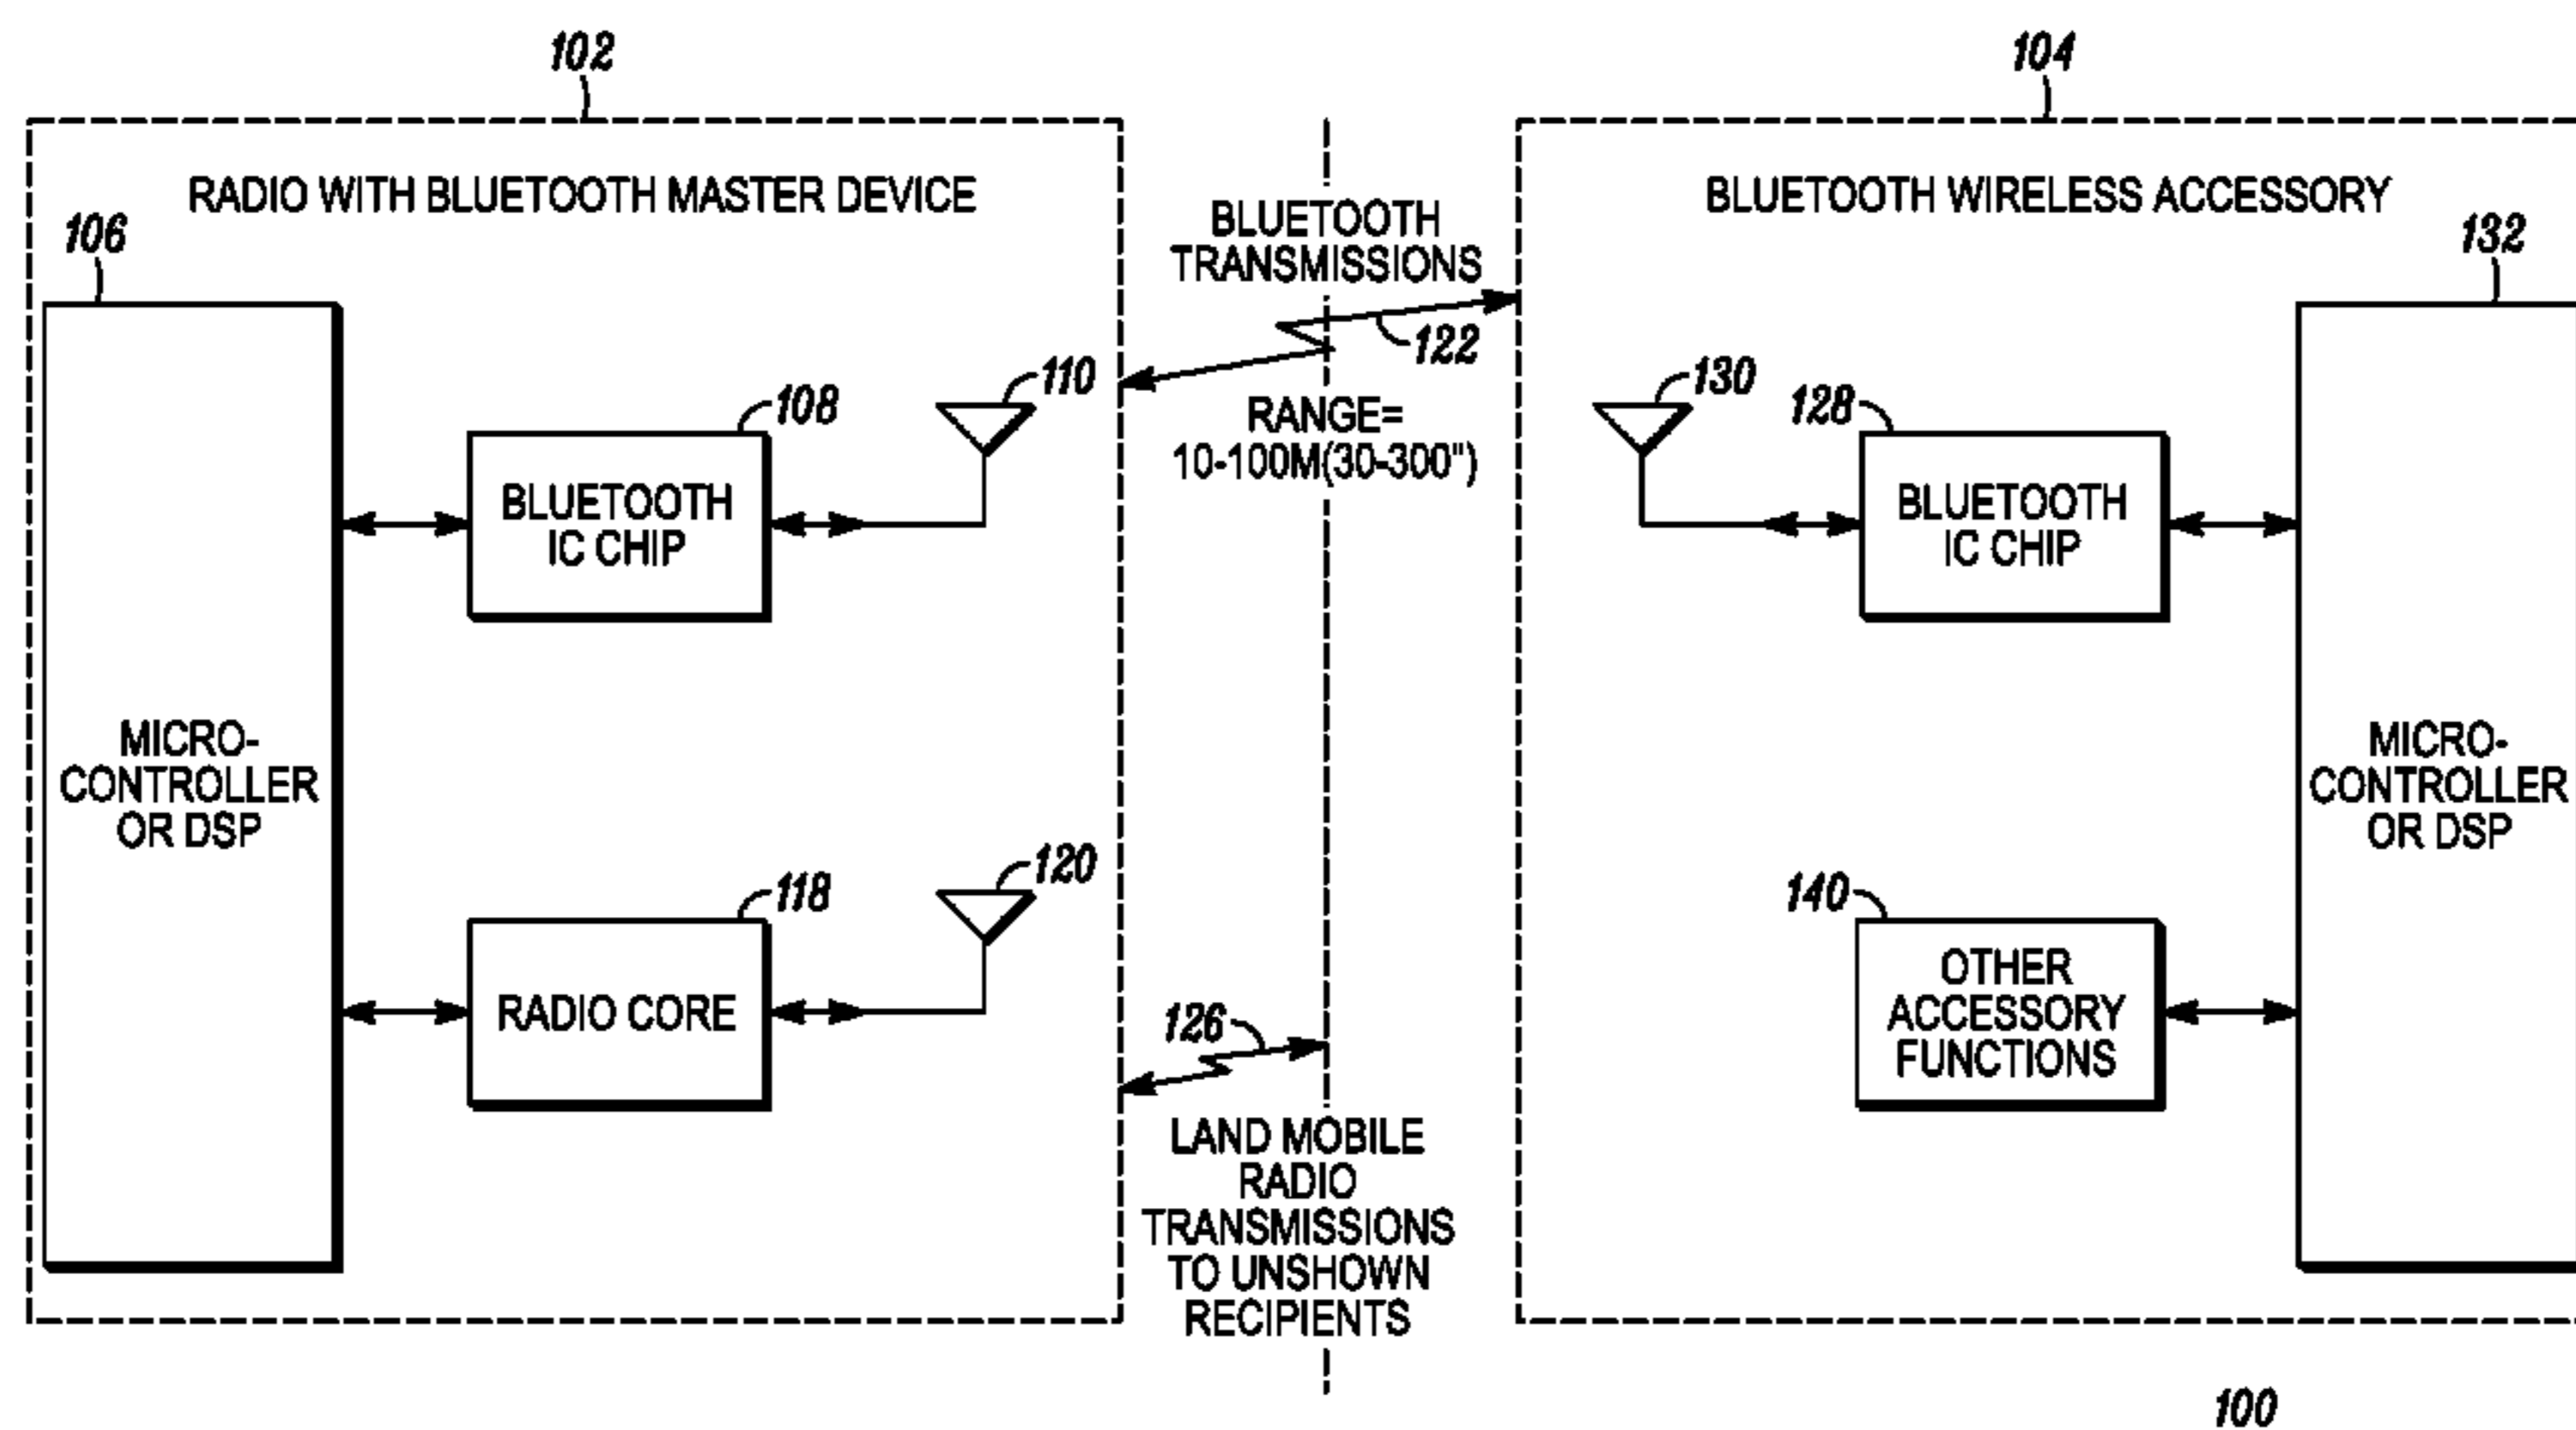 102
104
RADIO WITH BLUETOOTH MASTER DEVICE
BLUETOOTH WIRELESS ACCESSORY
106
132
BLUETOOTH
TRANSMISSIONS
122
RANGE=
10-100M(30-300")
108
110
130
128
BLUETOOTH
IC CHIP
BLUETOOTH
IC CHIP
MICRO-
CONTROLLER
OR DSP
MICRO-
CONTROLLER
OR DSP
118
120
140
RADIO CORE
OTHER
ACCESSORY
FUNCTIONS
126
LAND MOBILE
RADIO
TRANSMISSIONS
TO UNSHOWN
RECIPIENTS
100